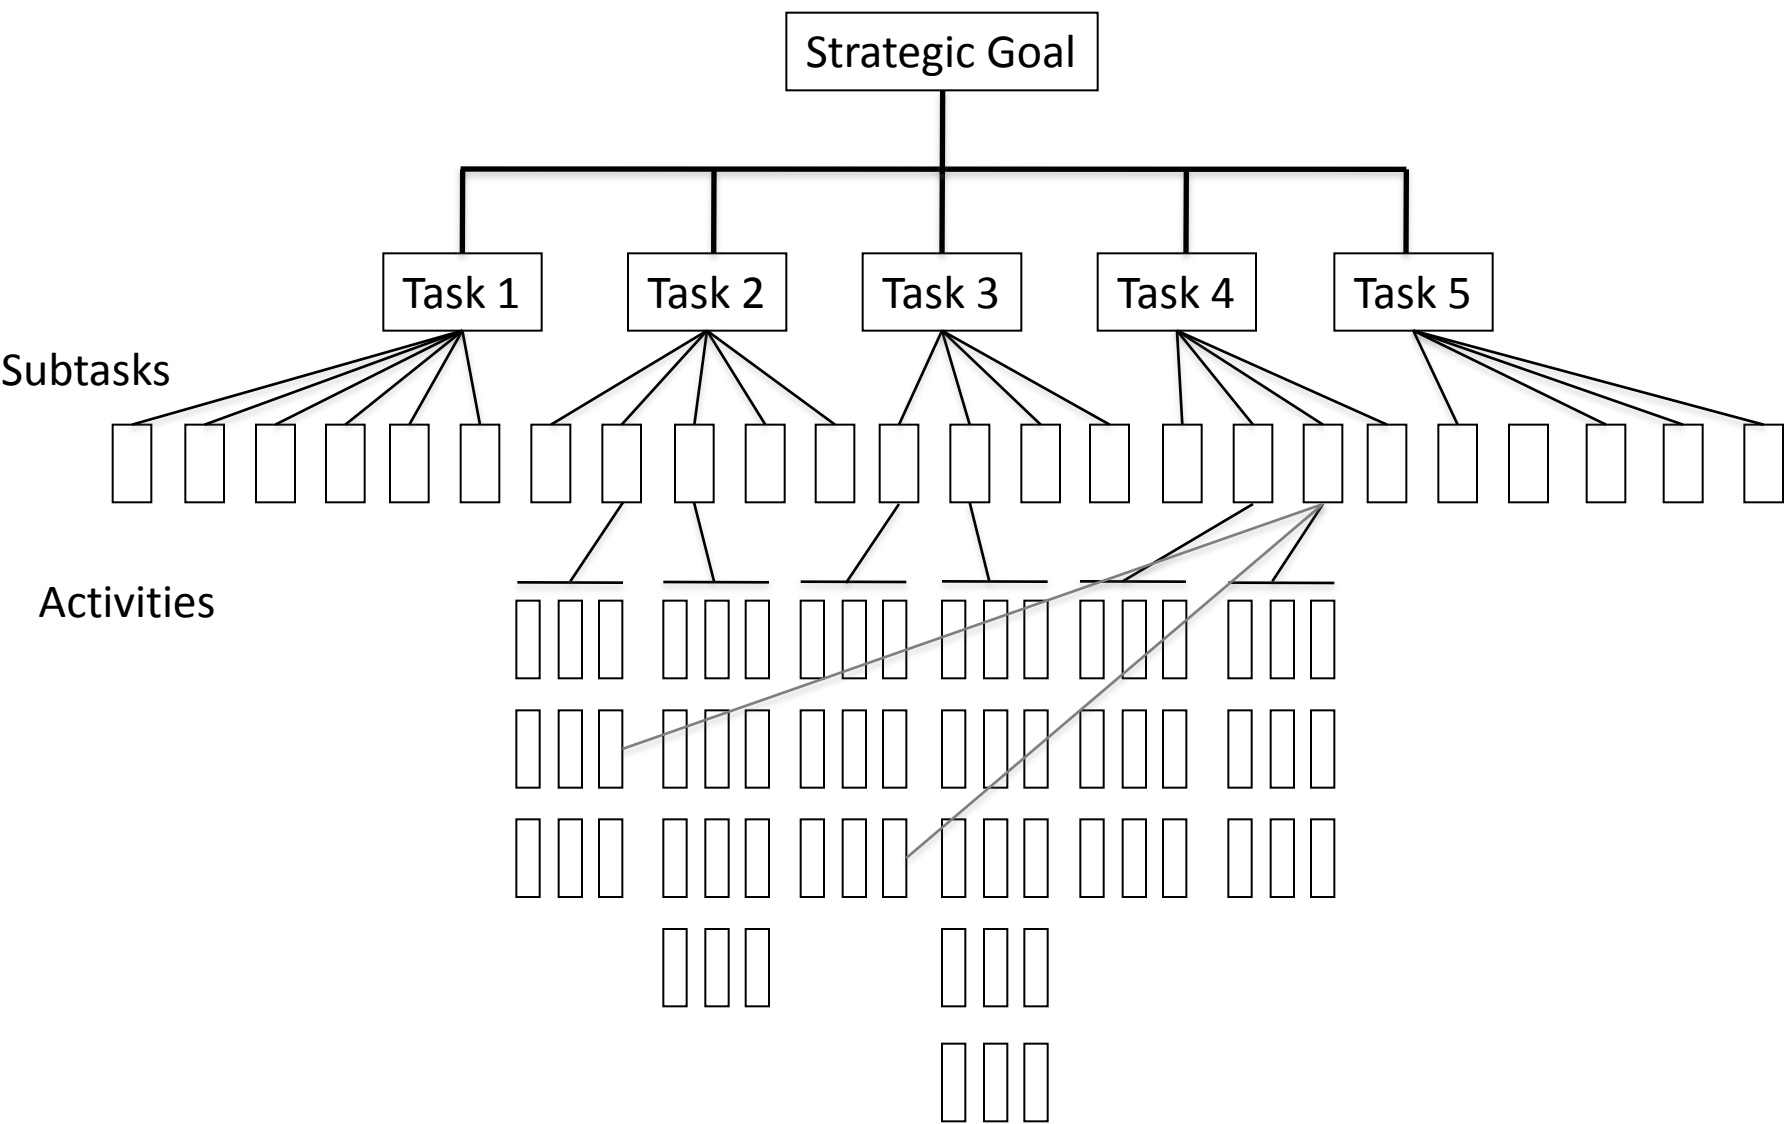 Strategic Goal
Task 1
Task 2
Task 3
Task 4
Task 5
Subtasks
Activities